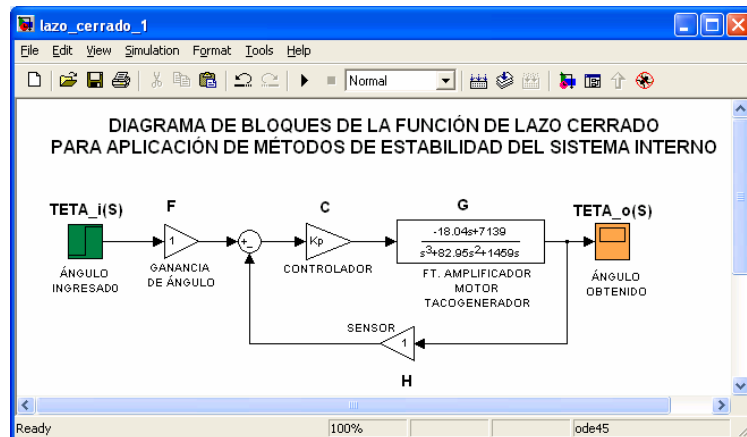 lazo_cerrado_1
File Edit View Simulation Format Tools Help
Normal
DIAGRAMA DE BLOQUES DE LA FUNCIÓN DE LAZO CERRADO
PARA APLICACIÓN DE MÉTODOS DE ESTABILIDAD DEL SISTEMA INTERNO
TETA_i(S) F C G TETA_o(S)
1 +_ Kp
-18.04s+7139
s3+82.95s2+1459s
ÁNGULO
INGRESADO
GANANCIA
DE ÁNGULO
CONTROLADOR
FT. AMPLIFICADOR
MOTOR
TACOGENERADOR
ÁNGULO
OBTENIDO
SENSOR
1
H
Ready 100% ode45